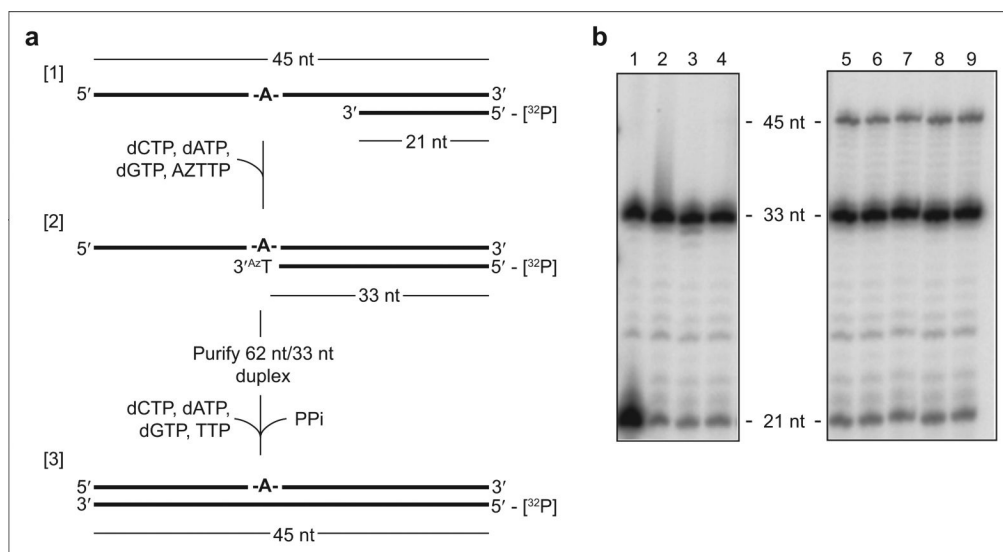 a
45 nt
[1]
5′ -A- 3′
3′ 5′ - [³²P]
21 nt
dCTP, dATP,
dGTP, AZTTP
[2]
5′ -A- 3′
3′ᴬᶻT 5′ - [³²P]
33 nt
Purify 62 nt/33 nt
duplex
dCTP, dATP,
dGTP, TTP
PPi
[3]
5′ -A- 3′
3′ 5′ - [³²P]
45 nt
b
1 2 3 4 5 6 7 8 9
- 45 nt -
- 33 nt -
- 21 nt -